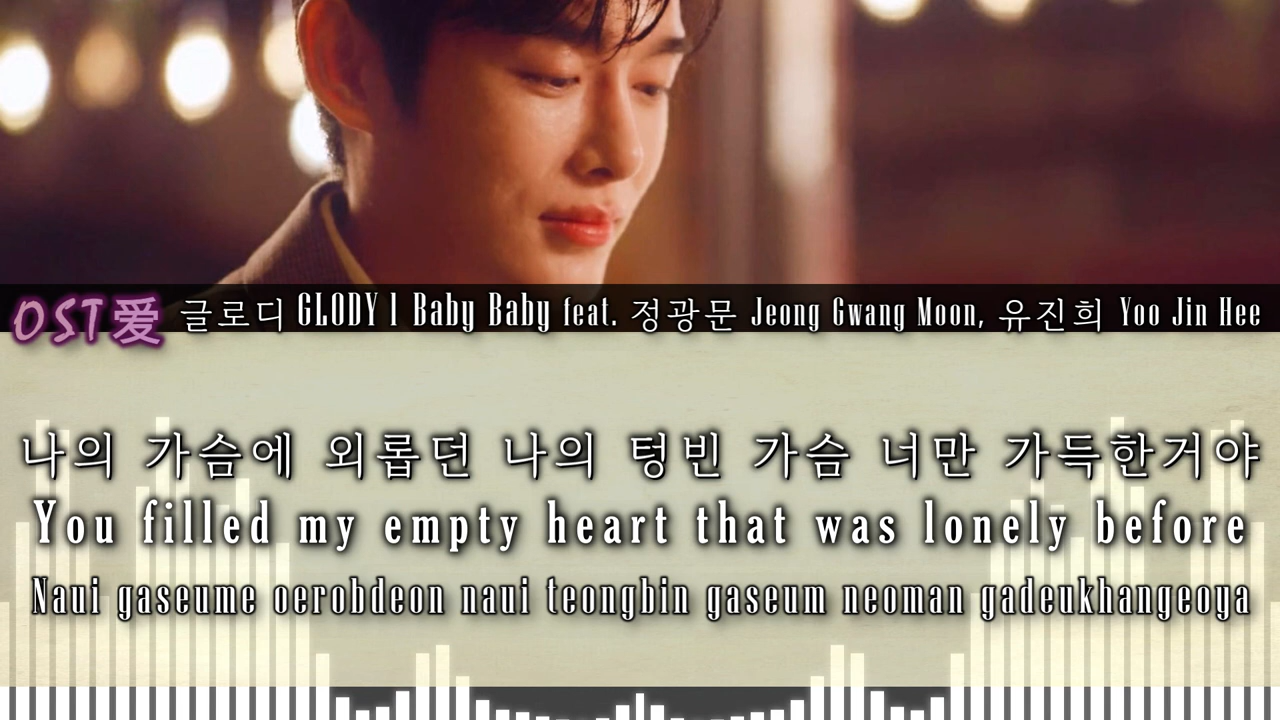 OST爱 글로디 GLODY l Baby Baby feat. 정광문 Jeong Gwang Moon, 유진희 Yoo Jin Hee
나의 가슴에 외롭던 나의 텅빈 가슴 너만 가득한거야
You filled my empty heart that was lonely before
Naui gaseume oerobdeon naui teongbin gaseum neoman gadeukhangeoya